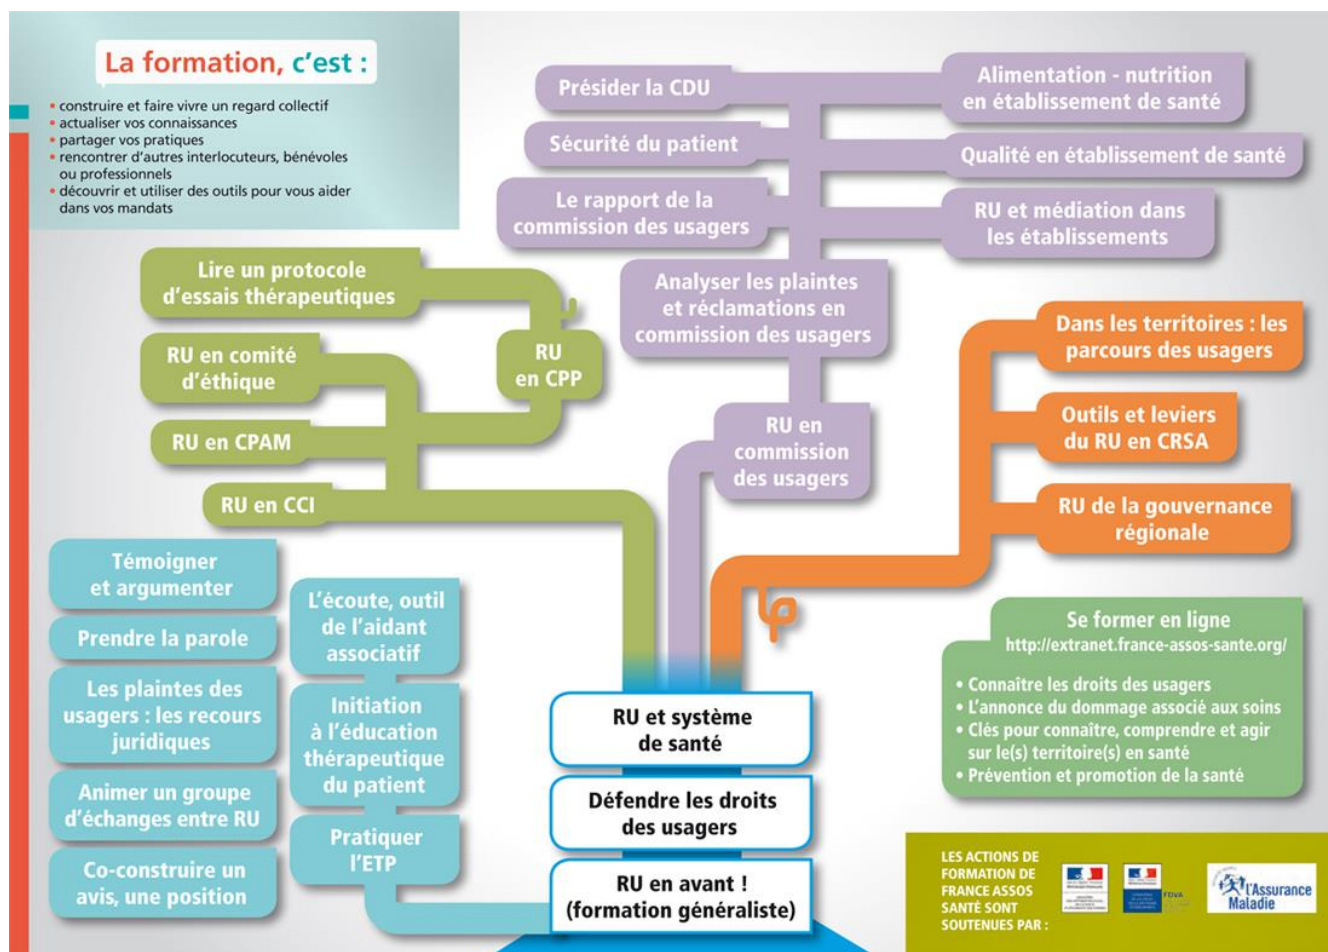 La formation, c’est :
• construire et faire vivre un regard collectif
• actualiser vos connaissances
• partager vos pratiques
• rencontrer d’autres interlocuteurs, bénévoles
ou professionnels
• découvrir et utiliser des outils pour vous aider
dans vos mandats
Présider la CDU
Alimentation - nutrition
en établissement de santé
Sécurité du patient
Qualité en établissement de santé
Le rapport de la
commission des usagers
RU et médiation dans
les établissements
Analyser les plaintes
et réclamations en
commission des usagers
RU en
commission
des usagers
Lire un protocole
d’essais thérapeutiques
RU
en CPP
RU en comité
d’éthique
RU en CPAM
RU en CCI
Dans les territoires : les
parcours des usagers
Outils et leviers
du RU en CRSA
RU de la gouvernance
régionale
Témoigner
et argumenter
Prendre la parole
Les plaintes des
usagers : les recours
juridiques
Animer un groupe
d’échanges entre RU
Co-construire un
avis, une position
L’écoute, outil
de l’aidant
associatif
Initiation
à l’éducation
thérapeutique
du patient
Pratiquer
l’ETP
RU et système
de santé
Défendre les droits
des usagers
RU en avant !
(formation généraliste)
Se former en ligne
http://extranet.france-assos-sante.org/
• Connaître les droits des usagers
• L’annonce du dommage associé aux soins
• Clés pour connaître, comprendre et agir
sur le(s) territoire(s) en santé
• Prévention et promotion de la santé
LES ACTIONS DE
FORMATION DE
FRANCE ASSOS
SANTÉ SONT
SOUTENUES PAR :
FDVA
l’Assurance
Maladie